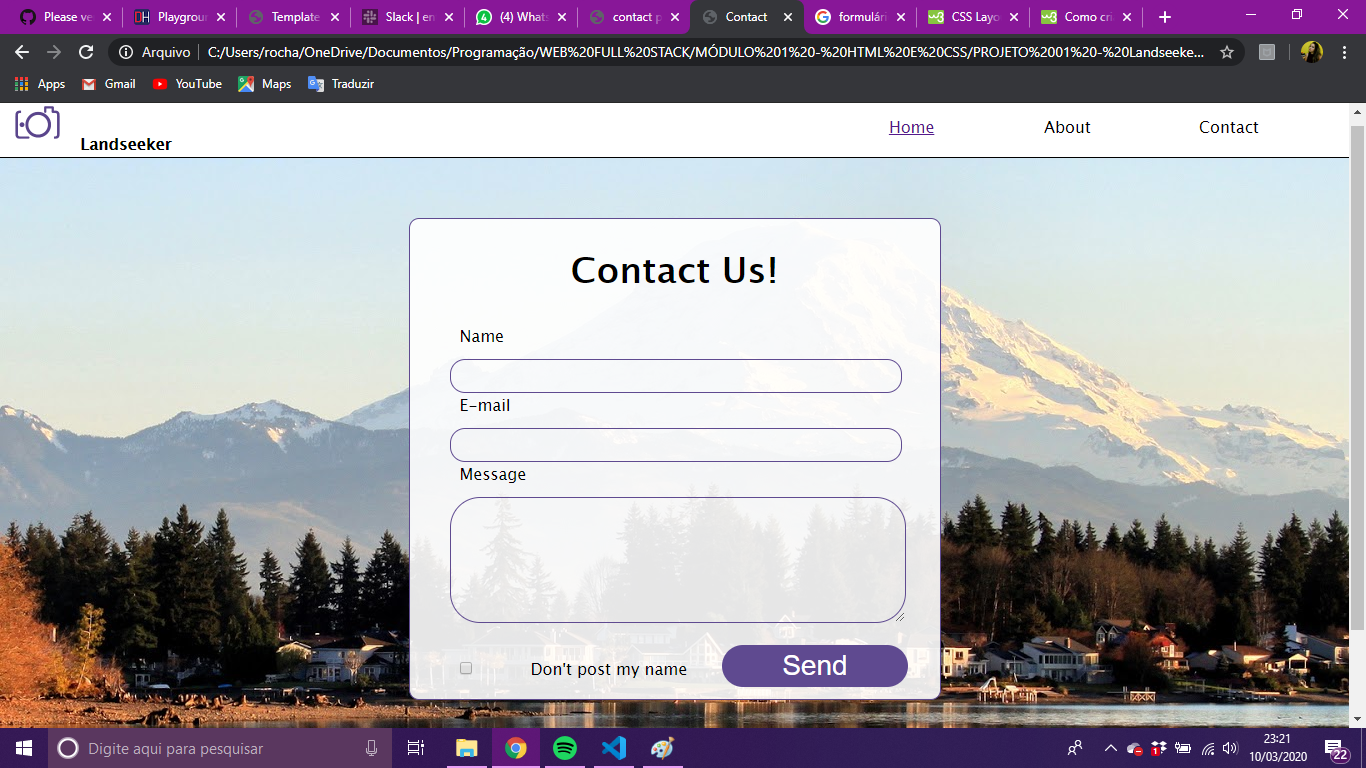 Please ve
Playgrour
Template
Slack | en
(4) Whats
contact p
Contact
formulári
CSS Layo
Como cri
Arquivo
C:/Users/rocha/OneDrive/Documentos/Programação/WEB%20FULL%20STACK/MÓDULO%201%20-%20HTML%20E%20CSS/PROJETO%2001%20-%20Landseeke...
Apps
Gmail
YouTube
Maps
Traduzir
Landseeker
Home
About
Contact
Contact Us!
Name
E-mail
Message
Don't post my name
Send
Digite aqui para pesquisar
23:21
10/03/2020
22